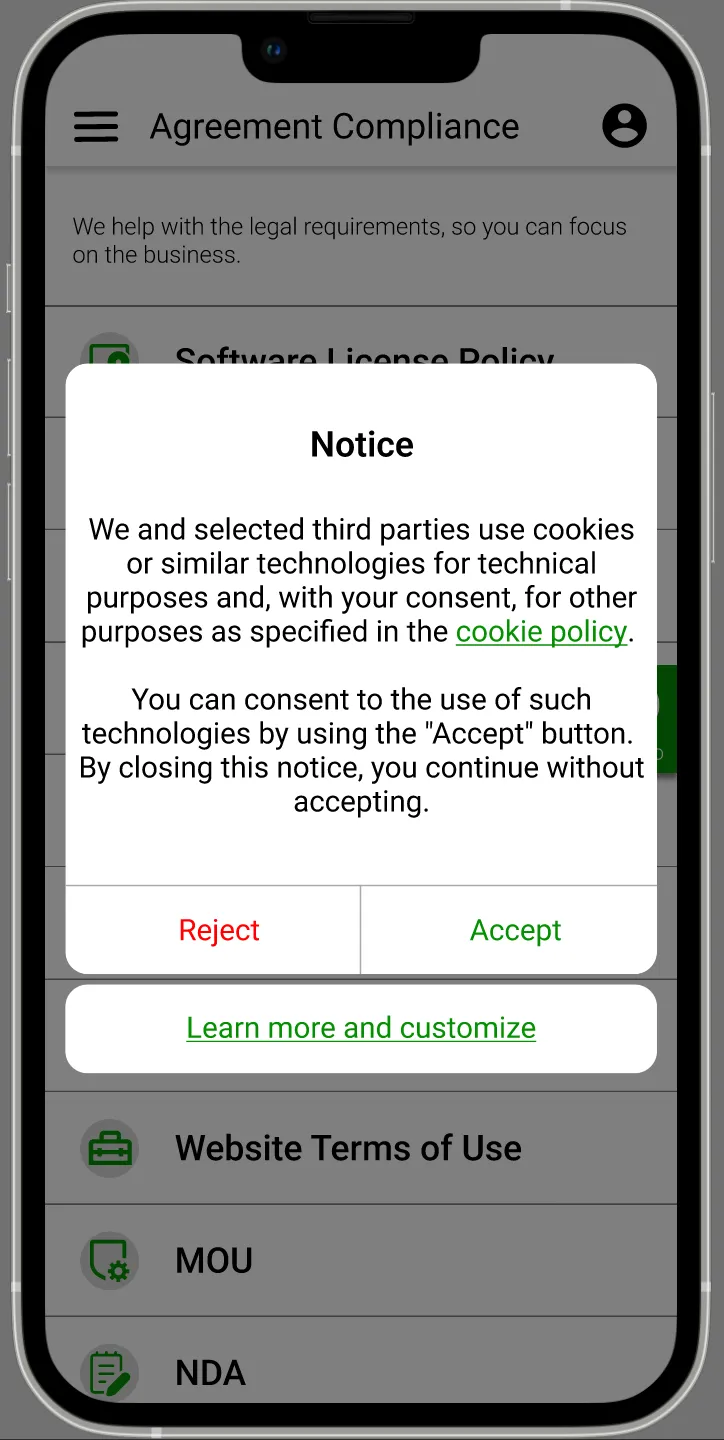 Agreement Compliance
We help with the legal requirements, so you can focus
on the business.
Software License Policy
Notice
We and selected third parties use cookies
or similar technologies for technical
purposes and, with your consent, for other
purposes as specified in the cookie policy.
You can consent to the use of such
technologies by using the "Accept" button.
By closing this notice, you continue without
accepting.
Reject
Accept
Learn more and customize
Website Terms of Use
MOU
NDA